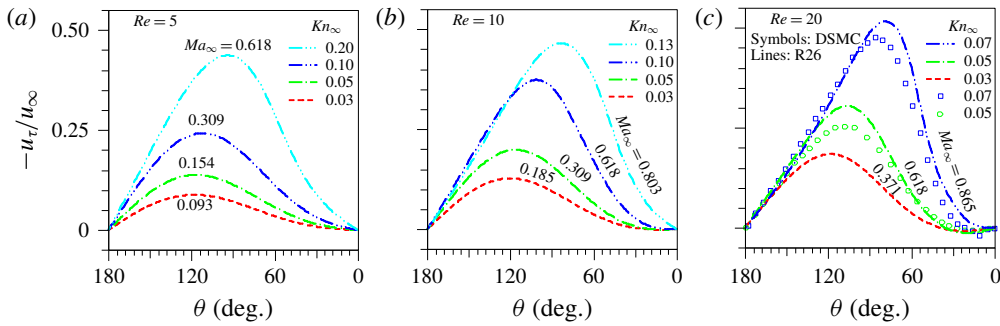 (a)
Re = 5
Kn∞
Ma∞ = 0.618
0.20
0.10
0.05
0.03
0.309
0.154
0.093
0.50
0.25
0
−uτ/u∞
180
120
60
0
θ (deg.)
(b)
Re = 10
Kn∞
0.13
0.10
0.05
0.03
Ma∞ = 0.803
0.618
0.309
0.185
180
120
60
0
θ (deg.)
(c)
Re = 20
Kn∞
Symbols: DSMC
Lines: R26
0.07
0.05
0.03
0.07
0.05
Ma∞ = 0.865
0.618
0.371
180
120
60
0
θ (deg.)